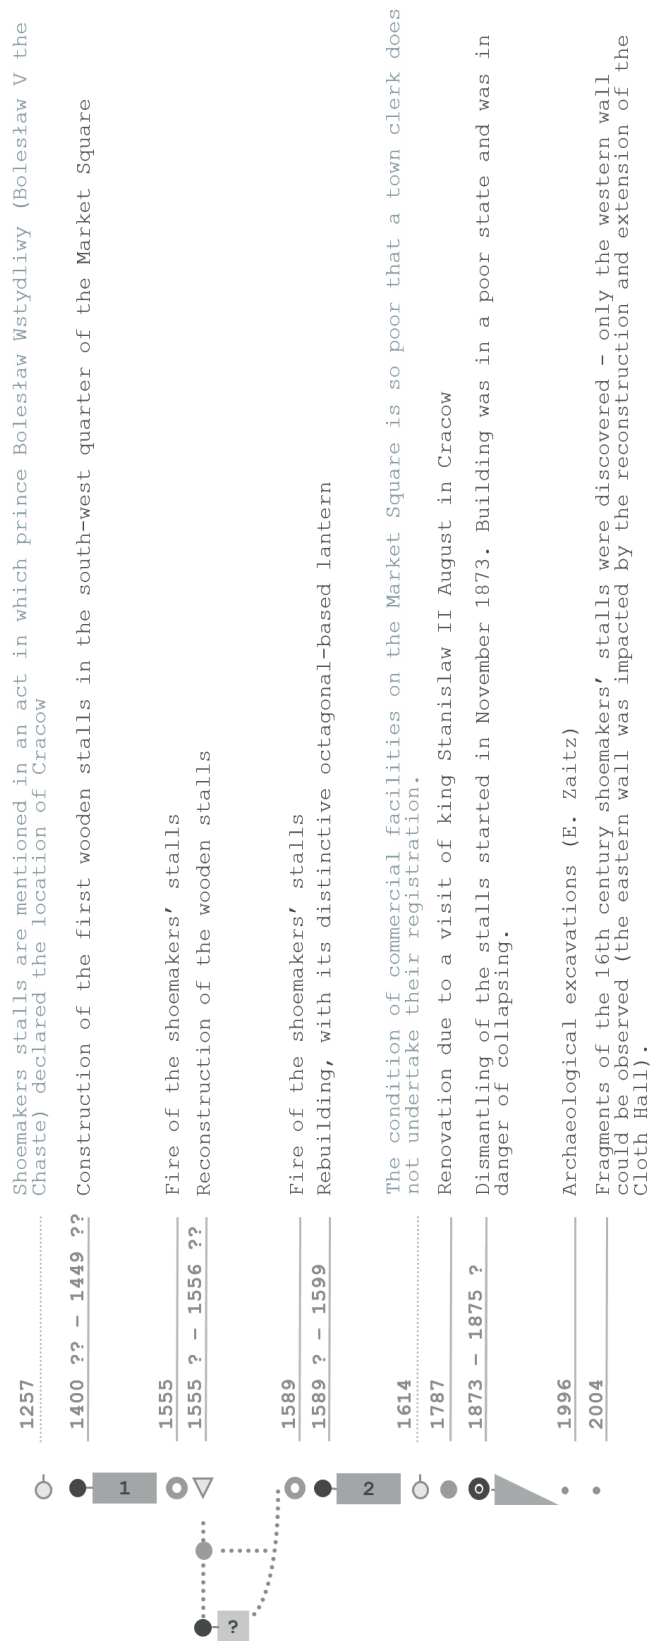 1257
Shoemakers stalls are mentioned in an act in which prince Bolesław Wstydliwy (Bolesław V the
Chaste) declared the location of Cracow
1400 ?? – 1449 ??
Construction of the first wooden stalls in the south-west quarter of the Market Square
1
1555
Fire of the shoemakers’ stalls
1555 ? – 1556 ??
Reconstruction of the wooden stalls
?
1589
Fire of the shoemakers’ stalls
1589 ? – 1599
Rebuilding, with its distinctive octagonal-based lantern
2
1614
The condition of commercial facilities on the Market Square is so poor that a town clerk does
not undertake their registration.
1787
Renovation due to a visit of king Stanislaw II August in Cracow
1873 – 1875 ?
Dismantling of the stalls started in November 1873. Building was in a poor state and was in
danger of collapsing.
1996
Archaeological excavations (E. Zaitz)
2004
Fragments of the 16th century shoemakers’ stalls were discovered – only the western wall
could be observed (the eastern wall was impacted by the reconstruction and extension of the
Cloth Hall).